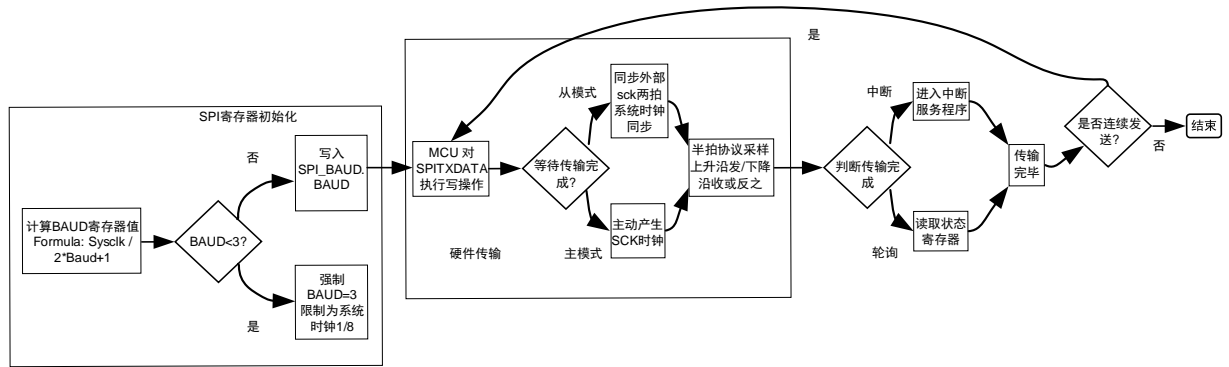 SPI寄存器初始化
计算BAUD寄存器值
Formula: Sysclk /
2*Baud+1
BAUD<3?
否
写入
SPI_BAUD.
BAUD
是
强制
BAUD=3
限制为系统
时钟1/8
MCU 对
SPITXDATA
执行写操作
硬件传输
等待传输完
成?
从模式
同步外部
sck两拍
系统时钟
同步
主模式
主动产生
SCK时钟
半拍协议采样
上升沿发/下降
沿收或反之
判断传输完
成
中断
进入中断
服务程序
轮询
读取状态
寄存器
传输
完毕
是否连续发
送?
是
否
结束